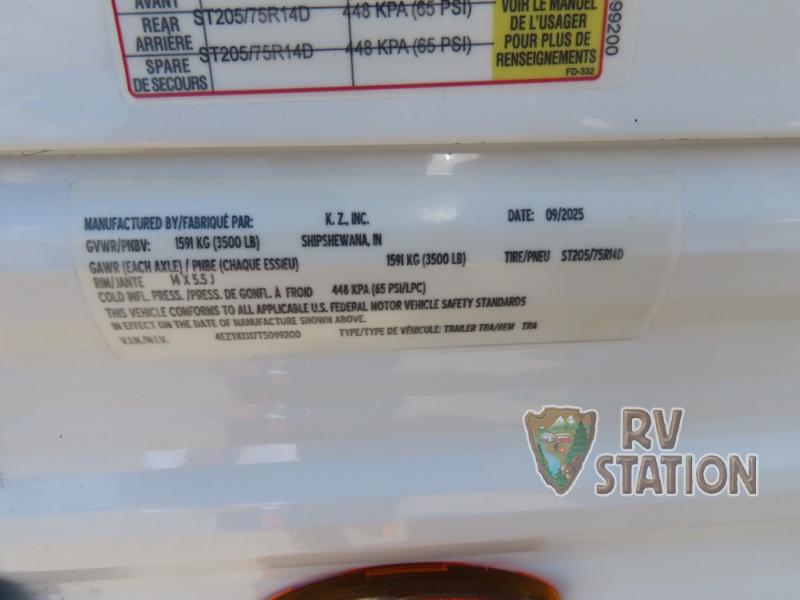 AVANT
REAR ST205/75R14D 448 KPA (65 PSI)
ARRIÈRE
SPARE ST205/75R14D 448 KPA (65 PSI)
DE SECOURS
VOIR LE MANUEL
DE L'USAGER
POUR PLUS DE
RENSEIGNEMENTS
FD-332
99200
MANUFACTURED BY/FABRIQUÉ PAR: K. Z., INC. DATE: 09/2025
GVWR/PNBV: 1591 KG (3500 LB) SHIPSHEWANA, IN
GAWR (EACH AXLE) / PNBE (CHAQUE ESSIEU) 1591 KG (3500 LB) TIRE/PNEU ST205/75R14D
RIM/JANTE 14 X 5.5 J
COLD INFL. PRESS. /PRESS. DE GONFL. À FROID 448 KPA (65 PSI/LPC)
THIS VEHICLE CONFORMS TO ALL APPLICABLE U.S. FEDERAL MOTOR VEHICLE SAFETY STANDARDS
IN EFFECT ON THE DATE OF MANUFACTURE SHOWN ABOVE.
V.I.N./N.I.V. TYPE/TYPE DE VÉHICULE: TRAILER TRA/REM TRA
RV
STATION